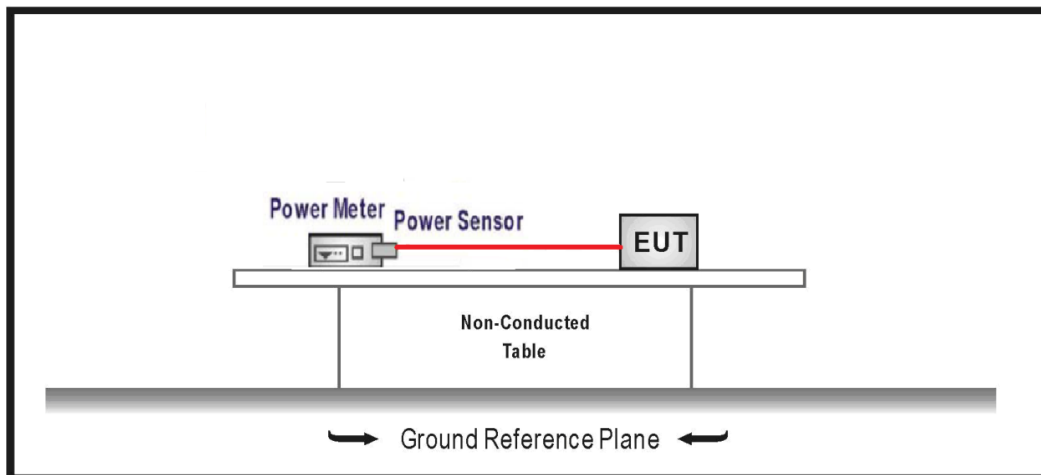 Power Meter
Power Sensor
EUT
Non-Conducted
Table
Ground Reference Plane